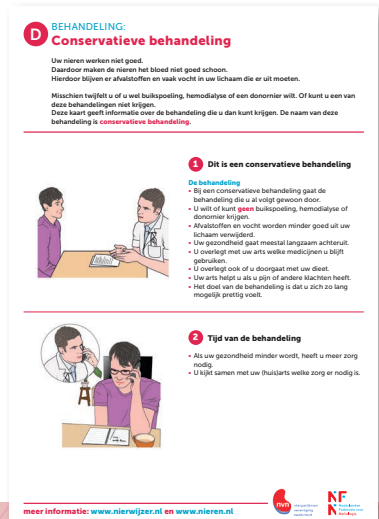 D
BEHANDELING:
Conservatieve behandeling
Uw nieren werken niet goed.
Daardoor maken de nieren het bloed niet goed schoon.
Hierdoor blijven er afvalstoffen en vaak vocht in uw lichaam die er uit moeten.
Misschien twijfelt u of u wel buikspoeling, hemodialyse of een donornier wilt. Of kunt u een van
deze behandelingen niet krijgen.
Deze kaart geeft informatie over de behandeling die u dan kunt krijgen. De naam van deze
behandeling is conservatieve behandeling.
1 Dit is een conservatieve behandeling
De behandeling
• Bij een conservatieve behandeling gaat de
behandeling die u al volgt gewoon door.
• U wilt of kunt geen buikspoeling, hemodialyse of
donornier krijgen.
• Afvalstoffen en vocht worden minder goed uit uw
lichaam verwijderd.
• Uw gezondheid gaat meestal langzaam achteruit.
• U overlegt met uw arts welke medicijnen u blijft
gebruiken.
• U overlegt ook of u doorgaat met uw dieet.
• Uw arts helpt u als u pijn of andere klachten heeft.
• Het doel van de behandeling is dat u zich zo lang
mogelijk prettig voelt.
2 Tijd van de behandeling
• Als uw gezondheid minder wordt, heeft u meer zorg
nodig.
• U kijkt samen met uw (huis)arts welke zorg er nodig is.
meer informatie: www.nierwijzer.nl en www.nieren.nl
nvn
nierpatiënten
vereniging
nederland
NF
N
Nederlandse
Federatie voor
Nefrologie